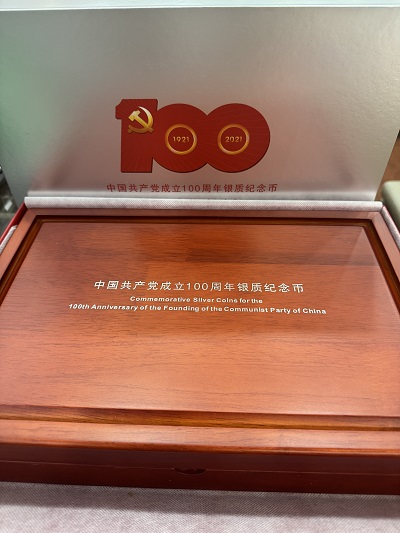 100
1921
2021
中国共产党成立100周年银质纪念币
中国共产党成立100周年银质纪念币
Commemorative Silver Coins for the
100th Anniversary of the Founding of the Communist Party of China